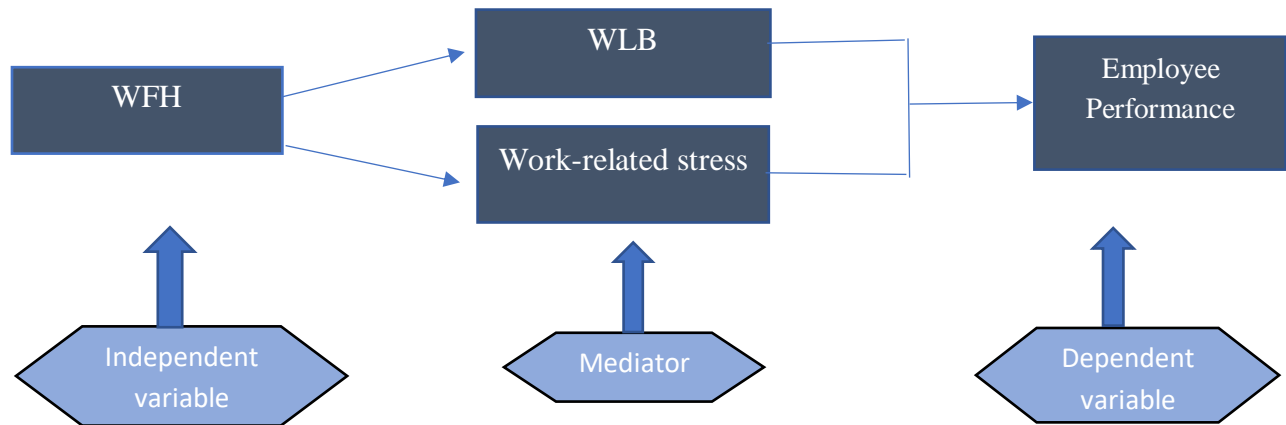 WFH
WLB
Work-related stress
Employee
Performance
Independent
variable
Mediator
Dependent
variable